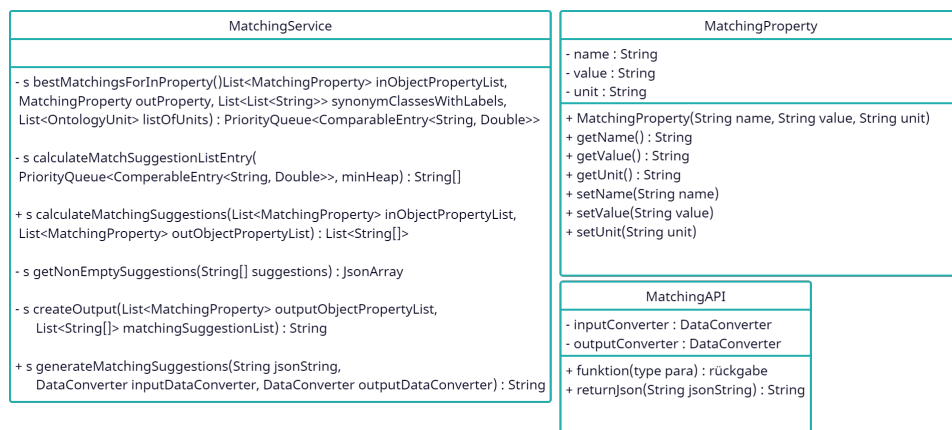 MatchingService
- s bestMatchingsForInProperty()List<MatchingProperty> inObjectPropertyList,
MatchingProperty outProperty, List<List<String>> synonymClassesWithLabels,
List<OntologyUnit> listOfUnits) : PriorityQueue<ComparableEntry<String, Double>>
- s calculateMatchSuggestionListEntry(
PriorityQueue<ComperableEntry<String, Double>>, minHeap) : String[]
+ s calculateMatchingSuggestions(List<MatchingProperty> inObjectPropertyList,
List<MatchingProperty> outObjectPropertyList) : List<String[]>
- s getNonEmptySuggestions(String[] suggestions) : JsonArray
- s createOutput(List<MatchingProperty> outputObjectPropertyList,
List<String[]> matchingSuggestionList) : String
+ s generateMatchingSuggestions(String jsonString,
DataConverter inputDataConverter, DataConverter outputDataConverter) : String
MatchingProperty
- name : String
- value : String
- unit : String
+ MatchingProperty(String name, String value, String unit)
+ getName() : String
+ getValue() : String
+ getUnit() : String
+ setName(String name)
+ setValue(String value)
+ setUnit(String unit)
MatchingAPI
- inputConverter : DataConverter
- outputConverter : DataConverter
+ funktion(type para) : rückgabe
+ returnJson(String jsonString) : String